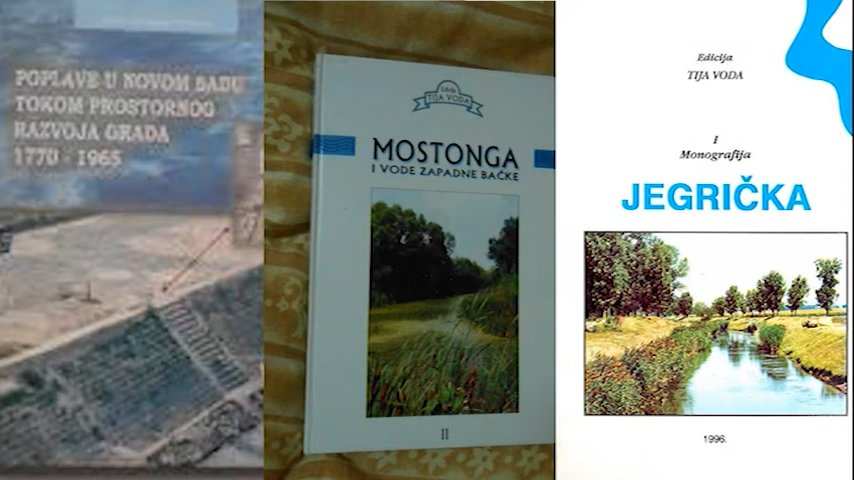 POPLAVE U NOVOM SADU
TOKOM PROSTORNOG
RAZVOJA GRADA
1770 - 1965
TIJA VODA
MOSTONGA
I VODE ZAPADNE BAČKE
II
Edicija
TIJA VODA
I
Monografija
JEGRIČKA
1996.